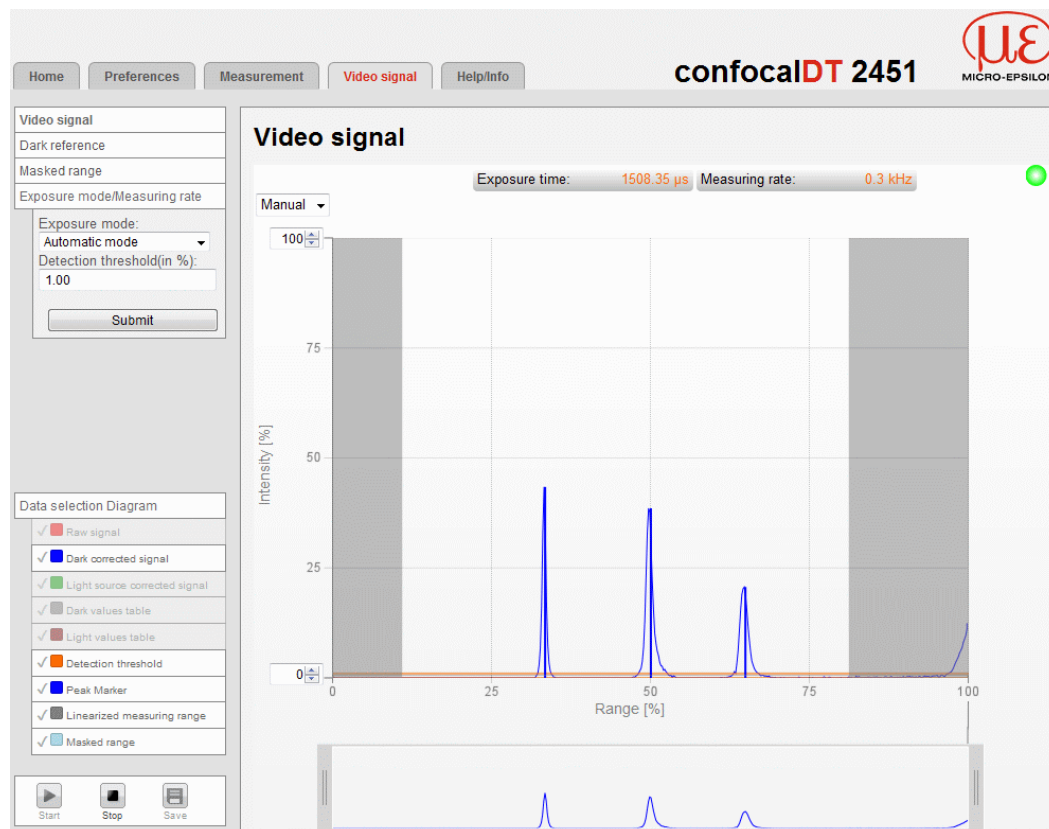 με
MICRO-EPSILON
confocalDT 2451
Home
Preferences
Measurement
Video signal
Help/Info
Video signal
Dark reference
Masked range
Exposure mode/Measuring rate
Exposure mode:
Automatic mode
Detection threshold(in %):
1.00
Submit
Data selection Diagram
Raw signal
Dark corrected signal
Light source corrected signal
Dark values table
Light values table
Detection threshold
Peak Marker
Linearized measuring range
Masked range
Start
Stop
Save
Video signal
Exposure time: 1508.35 µs
Measuring rate: 0.3 kHz
Manual
100
75
50
25
0
Intensity [%]
0 25 50 75 100
Range [%]